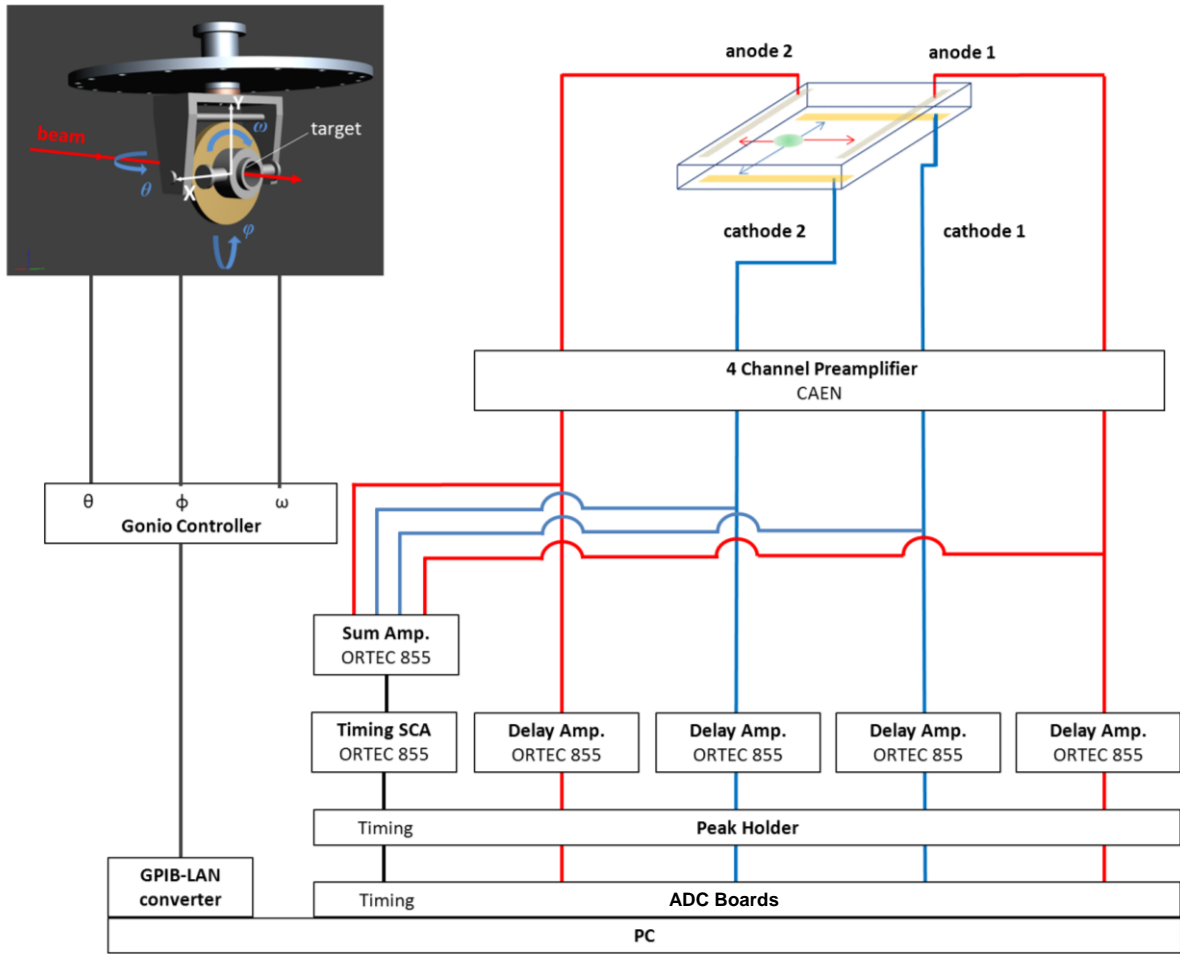 anode 2
anode 1
beam
Y
ω
target
θ
X
φ
cathode 2
cathode 1
4 Channel Preamplifier
CAEN
θ ϕ ω
Gonio Controller
Sum Amp.
ORTEC 855
Timing SCA
ORTEC 855
Delay Amp.
ORTEC 855
Delay Amp.
ORTEC 855
Delay Amp.
ORTEC 855
Delay Amp.
ORTEC 855
Timing
Peak Holder
GPIB-LAN
converter
Timing
ADC Boards
PC